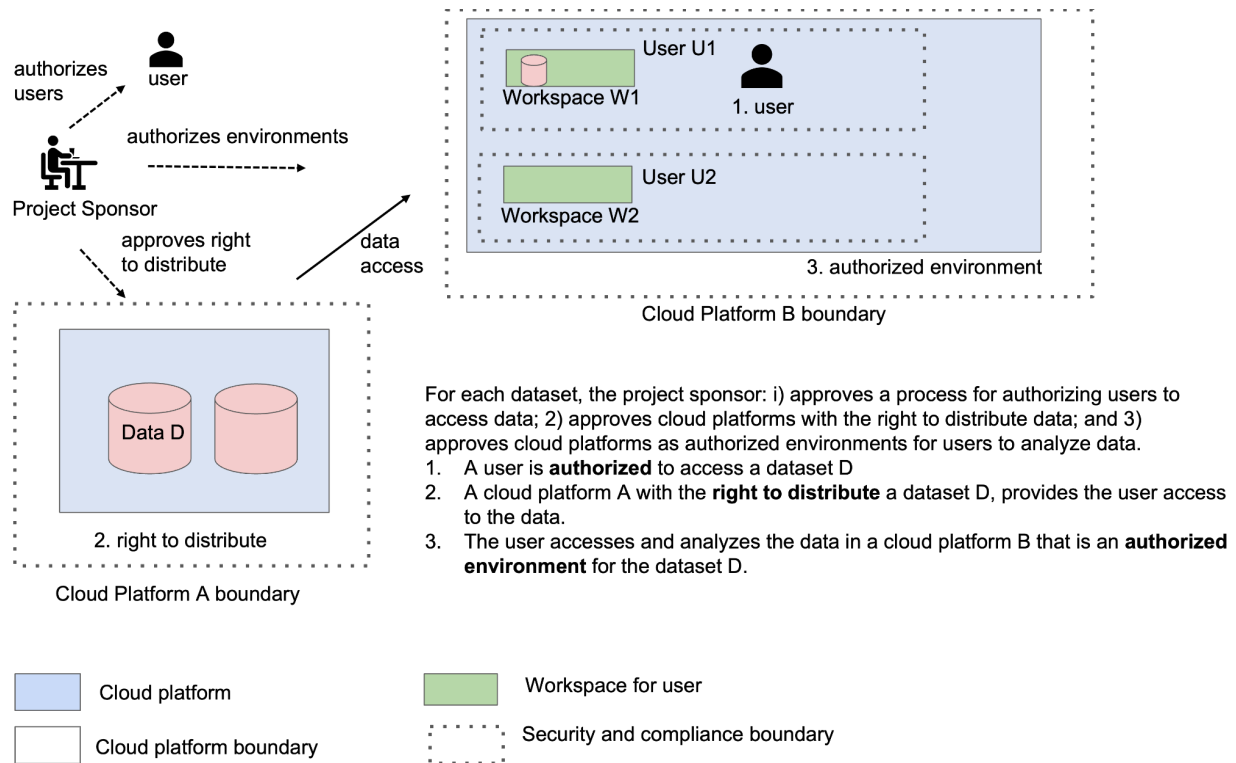 authorizes
users
user
authorizes environments
Project Sponsor
approves right
to distribute
data
access
User U1
Workspace W1
1. user
User U2
Workspace W2
3. authorized environment
Cloud Platform B boundary
Data D
2. right to distribute
Cloud Platform A boundary
For each dataset, the project sponsor: i) approves a process for authorizing users to
access data; 2) approves cloud platforms with the right to distribute data; and 3)
approves cloud platforms as authorized environments for users to analyze data.
1. A user is authorized to access a dataset D
2. A cloud platform A with the right to distribute a dataset D, provides the user access
to the data.
3. The user accesses and analyzes the data in a cloud platform B that is an authorized
environment for the dataset D.
Cloud platform
Workspace for user
Cloud platform boundary
Security and compliance boundary